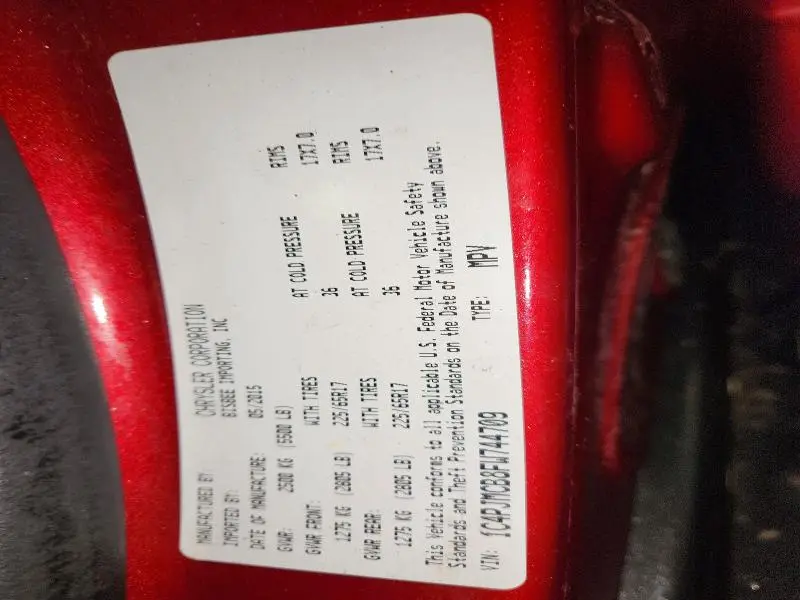 MANUFACTURED BY: CHRYSLER CORPORATION
IMPORTED BY: BISBEE IMPORTING, INC
DATE OF MANUFACTURE: 05/2015
GVWR: 2500 KG (5500 LB)
GVWR FRONT: WITH TIRES AT COLD PRESSURE RIMS
1275 KG (2805 LB) 225/65R17 36 17X7.0
GVWR REAR: WITH TIRES AT COLD PRESSURE RIMS
1275 KG (2805 LB) 225/65R17 36 17X7.0
This Vehicle conforms to all applicable U.S. Federal Motor Vehicle Safety
Standards and Theft Prevention Standards on the Date of Manufacture shown above.
VIN: 1C4PJMCB8FW744709 TYPE: MPV